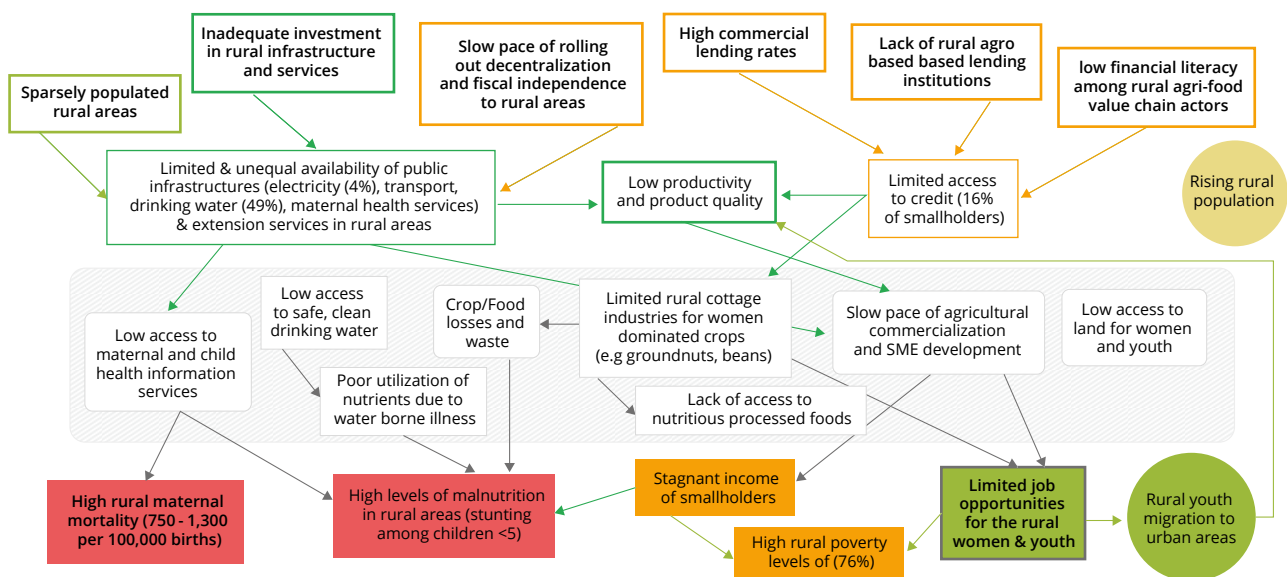 Sparsely populated
rural areas
Inadequate investment
in rural infrastructure
and services
Slow pace of rolling
out decentralization
and fiscal independence
to rural areas
High commercial
lending rates
Lack of rural agro
based based lending
institutions
low financial literacy
among rural agri-food
value chain actors
Limited & unequal availability of public
infrastructures (electricity (4%), transport,
drinking water (49%), maternal health services)
& extension services in rural areas
Low productivity
and product quality
Limited access
to credit (16%
of smallholders)
Rising rural
population
Low access to
maternal and child
health information
services
Low access
to safe, clean
drinking water
Poor utilization of
nutrients due to
water borne illness
Crop/Food
losses and
waste
Limited rural cottage
industries for women
dominated crops
(e.g groundnuts, beans)
Lack of access to
nutritious processed foods
Slow pace of agricultural
commercialization
and SME development
Low access to
land for women
and youth
High rural maternal
mortality (750 - 1,300
per 100,000 births)
High levels of malnutrition
in rural areas (stunting
among children <5)
Stagnant income
of smallholders
High rural poverty
levels of (76%)
Limited job
opportunities
for the rural
women & youth
Rural youth
migration to
urban areas